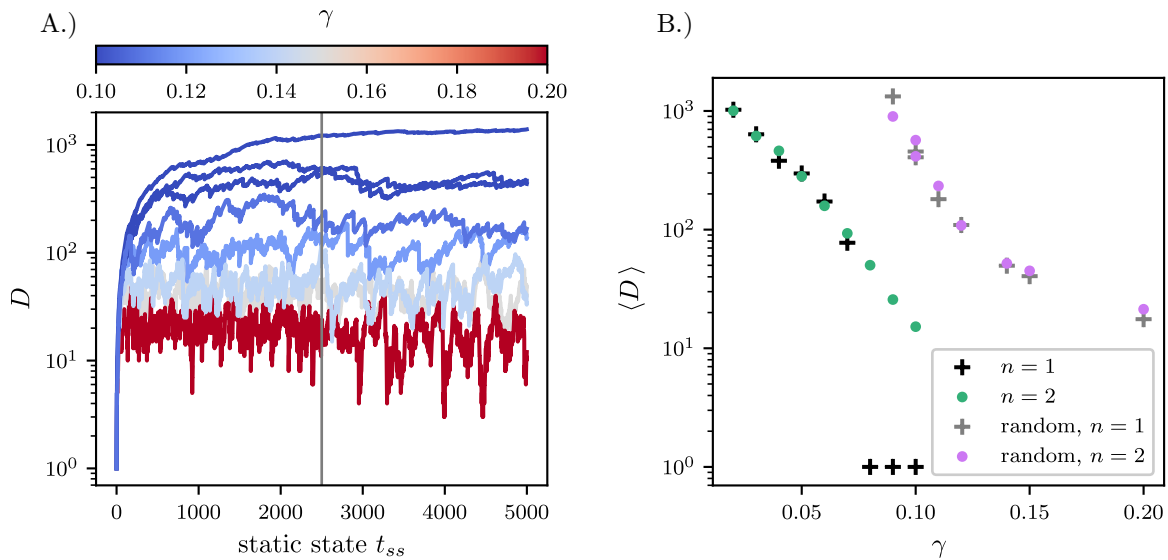 A.)
γ
0.10 0.12 0.14 0.16 0.18 0.20
10³
10²
10¹
10⁰
D
0 1000 2000 3000 4000 5000
static state t_{ss}
B.)
10³
10²
10¹
10⁰
⟨D⟩
n = 1
n = 2
random, n = 1
random, n = 2
0.05 0.10 0.15 0.20
γ